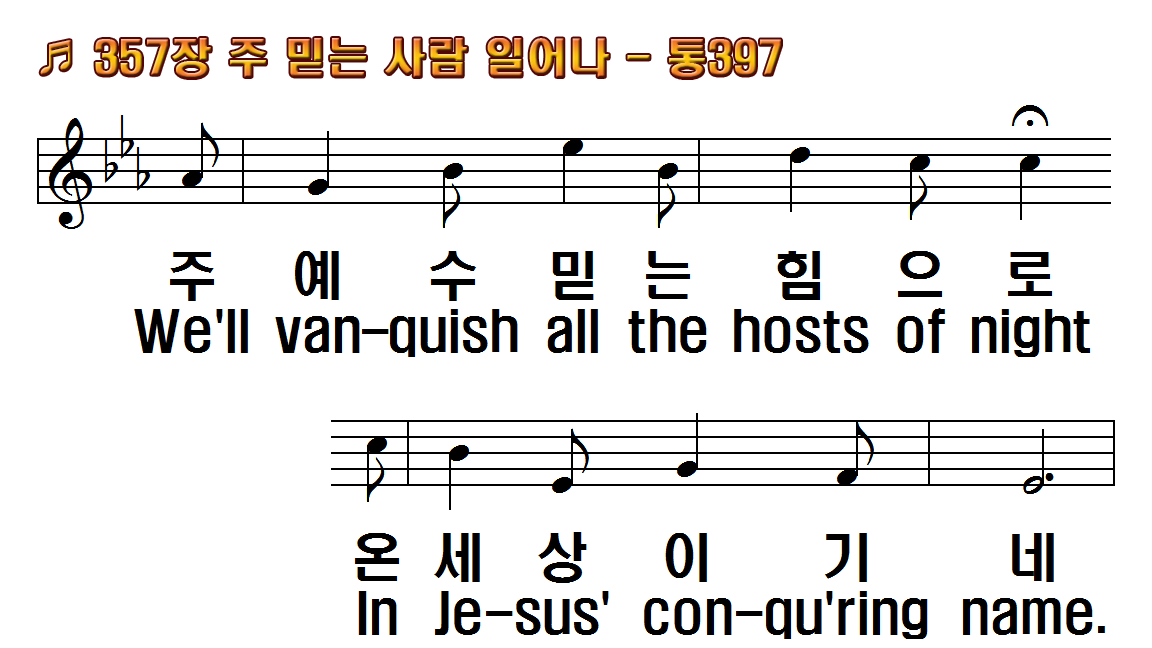 ♬ 357장 주 믿는 사람 일어나 - 통397
주 예 수 믿 는 힘 으 로
We'll van-quish all the hosts of night
온 세 상 이 기 네
In Je-sus' con-qu'ring name.